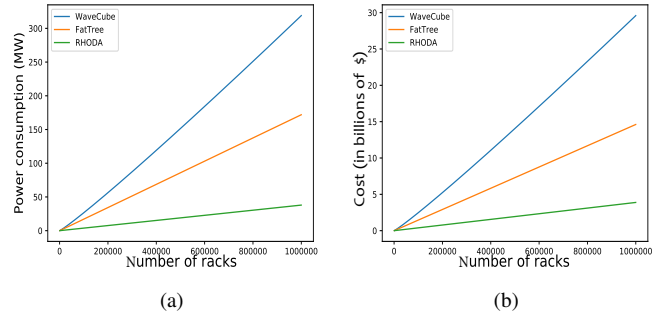 WaveCube
FatTree
RHODA
Power consumption (MW)
300
250
200
150
100
50
0
0 200000 400000 600000 800000 1000000
Number of racks
(a)
WaveCube
FatTree
RHODA
Cost (in billions of $)
30
25
20
15
10
5
0
0 200000 400000 600000 800000 1000000
Number of racks
(b)